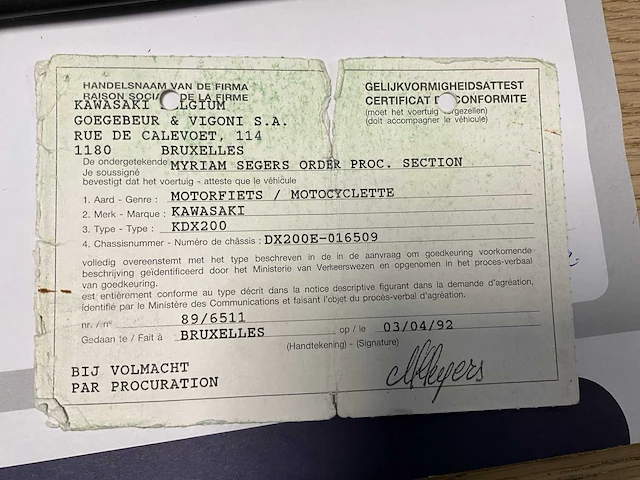 HANDELSNAAM VAN DE FIRMA
RAISON SOCI DE LA FIRME
KAWASAKI LGIUM
GOEGEBEUR & VIGONI S.A.
RUE DE CALEVOET, 114
1180 BRUXELLES
GELIJKVORMIGHEIDSATTEST
CERTIFICAT D CONFORMITE
(moet het voertuig rgezellen)
(doit accompagner le véhicule)
De ondergetekende MYRIAM SEGERS ORDER PROC. SECTION
Je soussigné
bevestigt dat het voertuig - atteste que le véhicule
1. Aard - Genre : MOTORFIETS / MOTOCYCLETTE
2. Merk - Marque : KAWASAKI
3. Type - Type : KDX200
4. Chassisnummer - Numéro de châssis : DX200E-016509
volledig overeenstemt met het type beschreven in de in de aanvraag om goedkeuring voorkomende
beschrijving geïdentificeerd door het Ministerie van Verkeerswezen en opgenomen in het proces-verbaal
van goedkeuring.
est entièrement conforme au type décrit dans la notice descriptive figurant dans la demande d'agréation,
identifié par le Ministère des Communications et faisant l'objet du procès-verbal d'agréation.
nr. / n° 89/6511
Gedaan te / Fait à BRUXELLES op / le 03/04/92
(Handtekening) - (Signature)
BIJ VOLMACHT
PAR PROCURATION